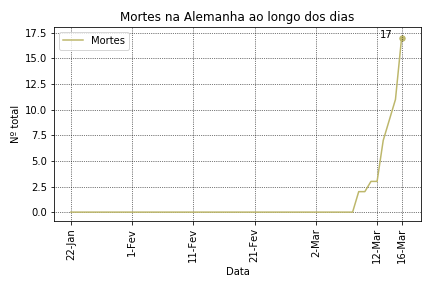 Mortes na Alemanha ao longo dos dias
17.5
15.0
12.5
10.0
7.5
5.0
2.5
0.0
Nº total
Mortes
17
22-Jan
1-Fev
11-Fev
21-Fev
2-Mar
12-Mar
16-Mar
Data